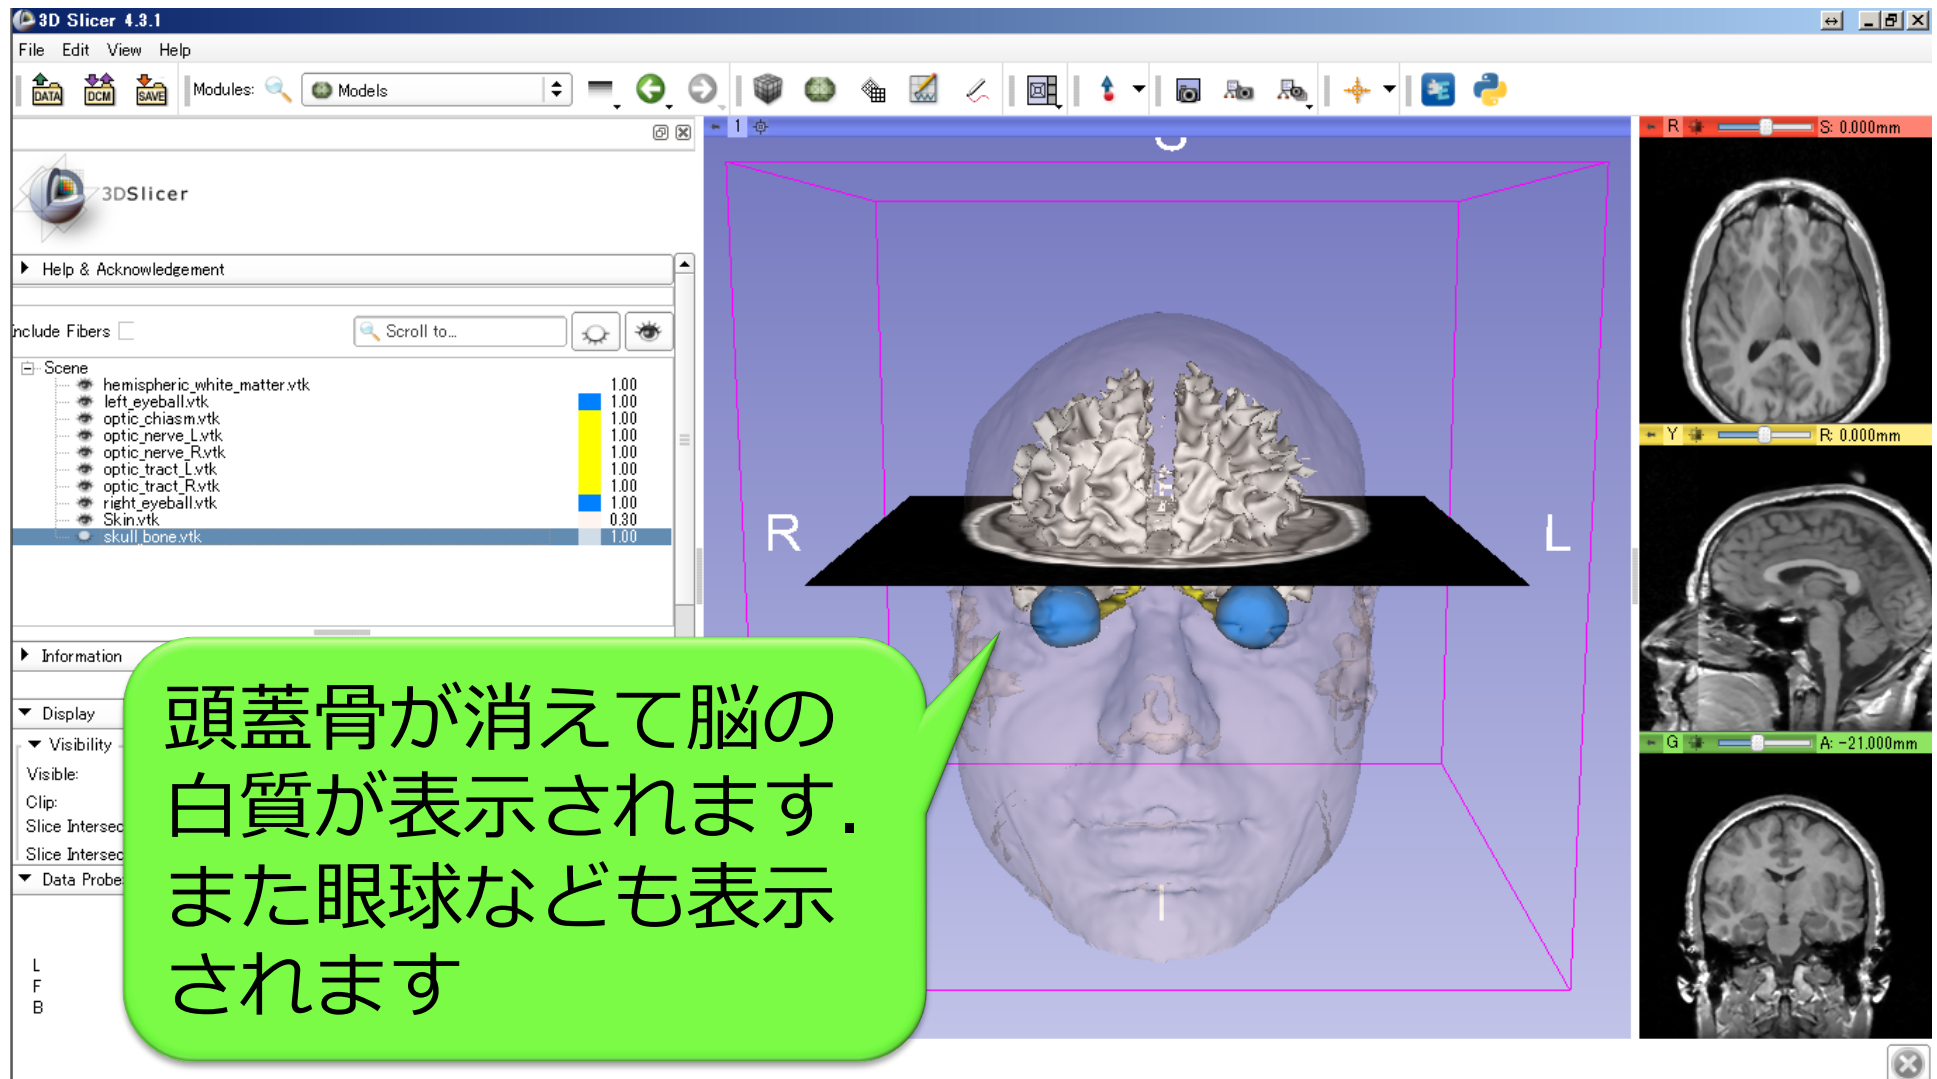 3D Slicer 4.3.1
File Edit View Help
DATA DCM SAVE Modules: Models
1
R S: 0.000mm
3DSlicer
Help & Acknowledgement
nclude Fibers Scroll to...
Scene
hemispheric_white_matter.vtk 1.00
left_eyeball.vtk 1.00
optic_chiasm.vtk 1.00
optic_nerve_L.vtk 1.00
optic_nerve_R.vtk 1.00
optic_tract_L.vtk 1.00
optic_tract_R.vtk 1.00
right_eyeball.vtk 1.00
Skin.vtk 0.30
skull_bone.vtk 1.00
R L
I
Y R: 0.000mm
G A: -21.000mm
Information
Display
Visibility
Visible:
Clip:
Slice Intersec
Slice Intersec
Data Probe
L
F
B
頭蓋骨が消えて脳の
白質が表示されます.
また眼球なども表示
されます